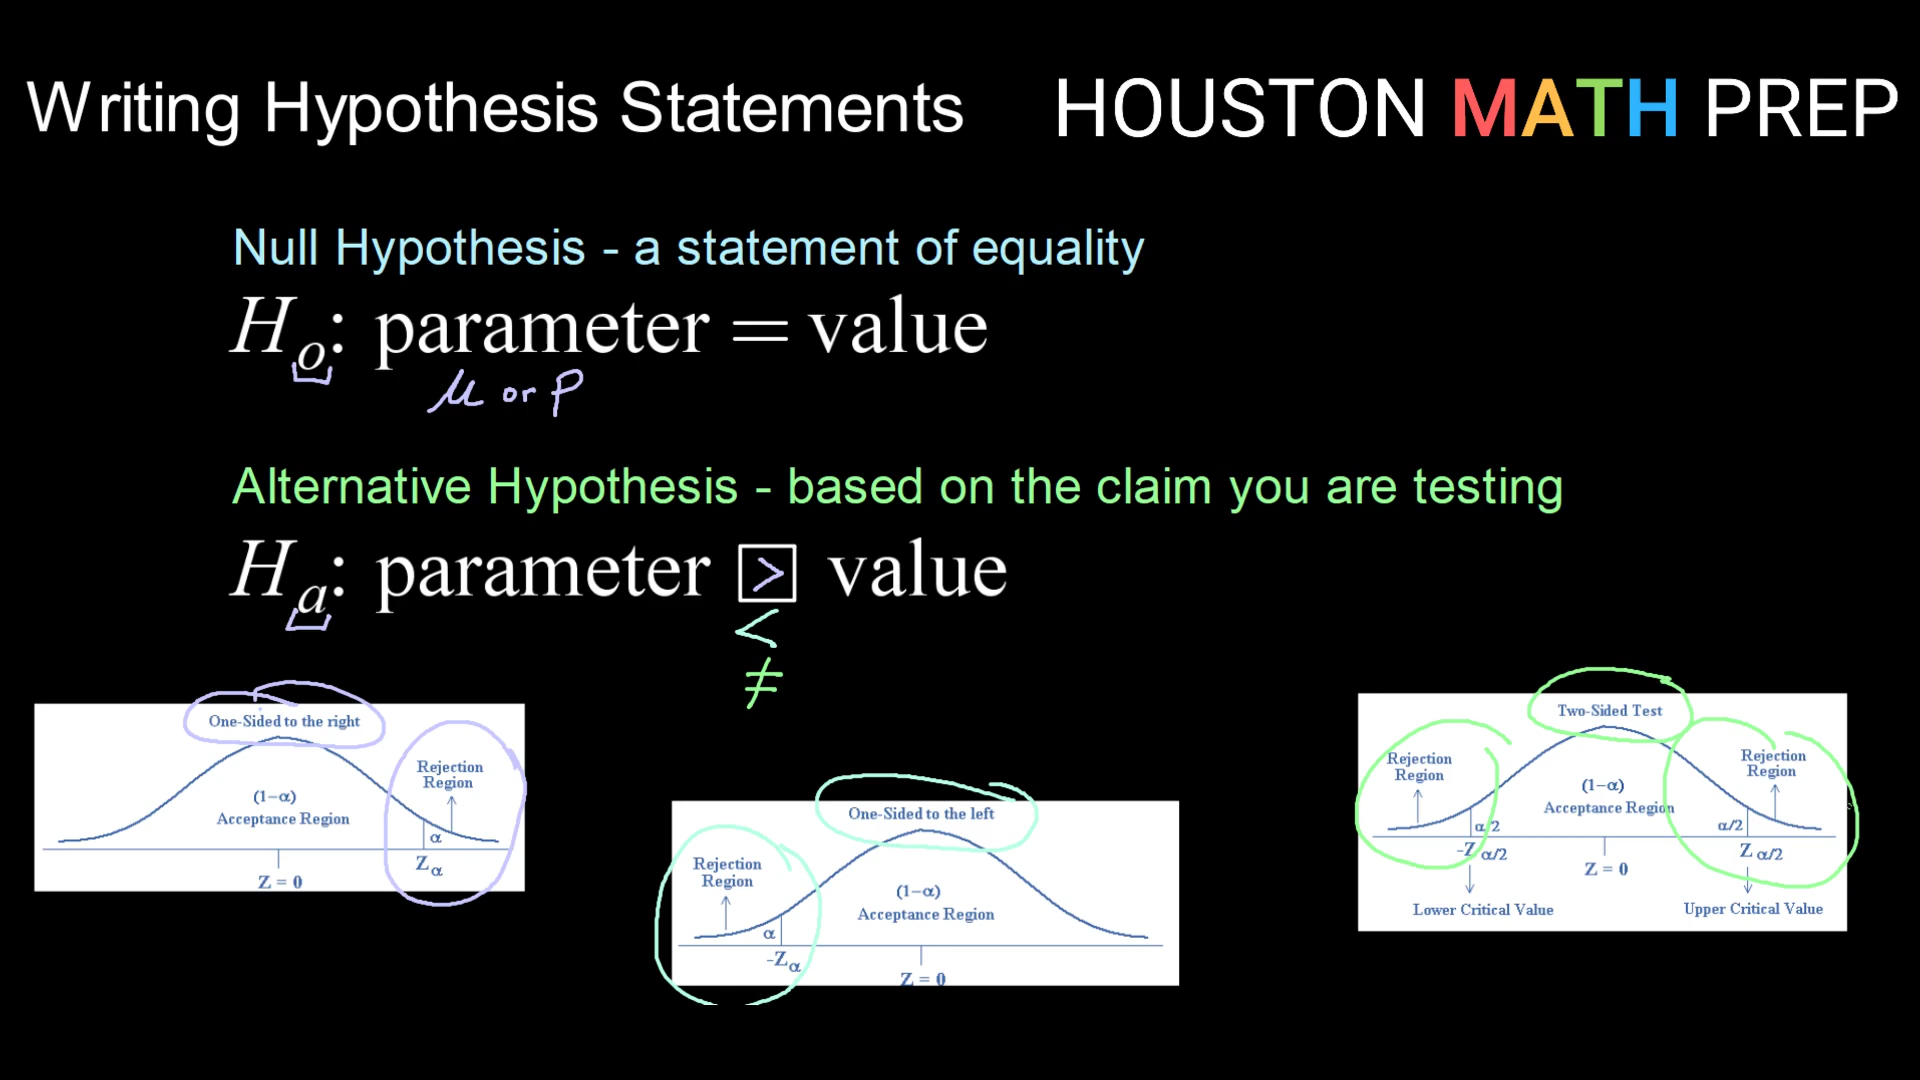 Writing Hypothesis Statements
HOUSTON MATH PREP
Null Hypothesis - a statement of equality
Hₒ: parameter = value
μ or p
Alternative Hypothesis - based on the claim you are testing
Hₐ: parameter > value
<
≠
One-Sided to the right
Rejection
Region
(1-α)
Acceptance Region
α
Zα
Z = 0
One-Sided to the left
Rejection
Region
(1-α)
Acceptance Region
α
-Zα
Z = 0
Two-Sided Test
Rejection
Region
(1-α)
Acceptance Region
Rejection
Region
α/2
α/2
-Z α/2
Z = 0
Z α/2
Lower Critical Value
Upper Critical Value